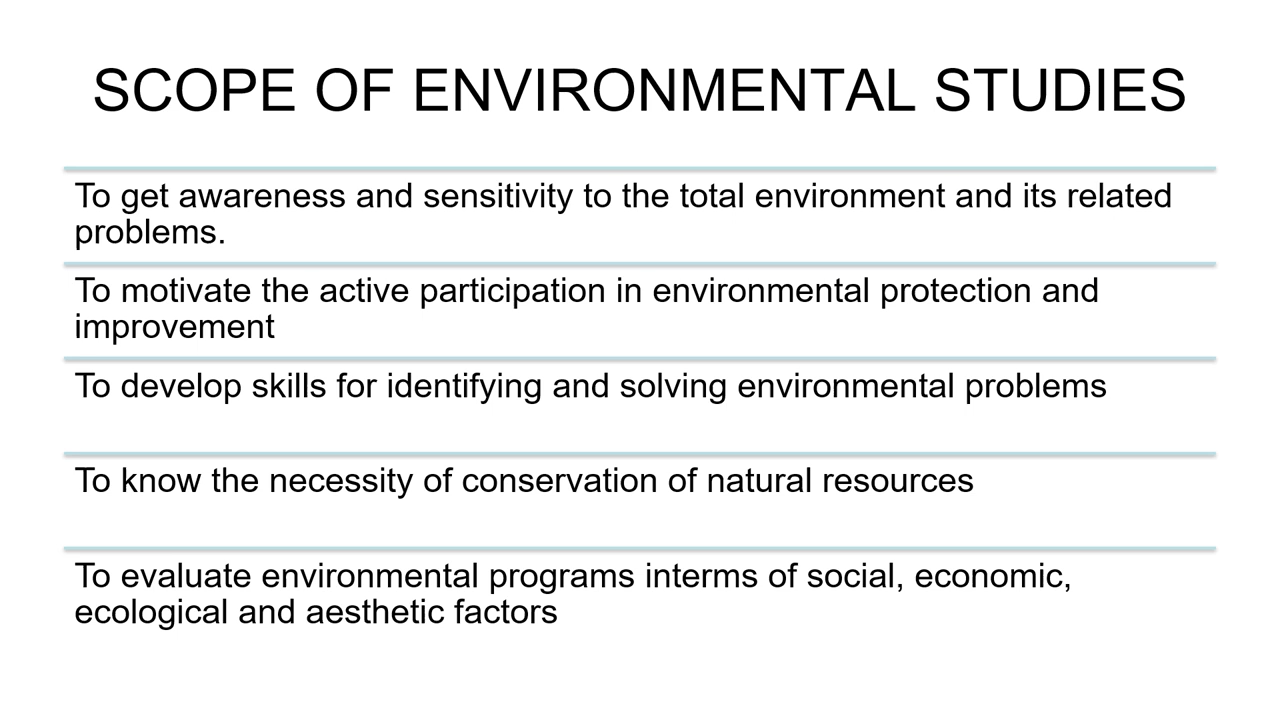 SCOPE OF ENVIRONMENTAL STUDIES
To get awareness and sensitivity to the total environment and its related
problems.
To motivate the active participation in environmental protection and
improvement
To develop skills for identifying and solving environmental problems
To know the necessity of conservation of natural resources
To evaluate environmental programs interms of social, economic,
ecological and aesthetic factors